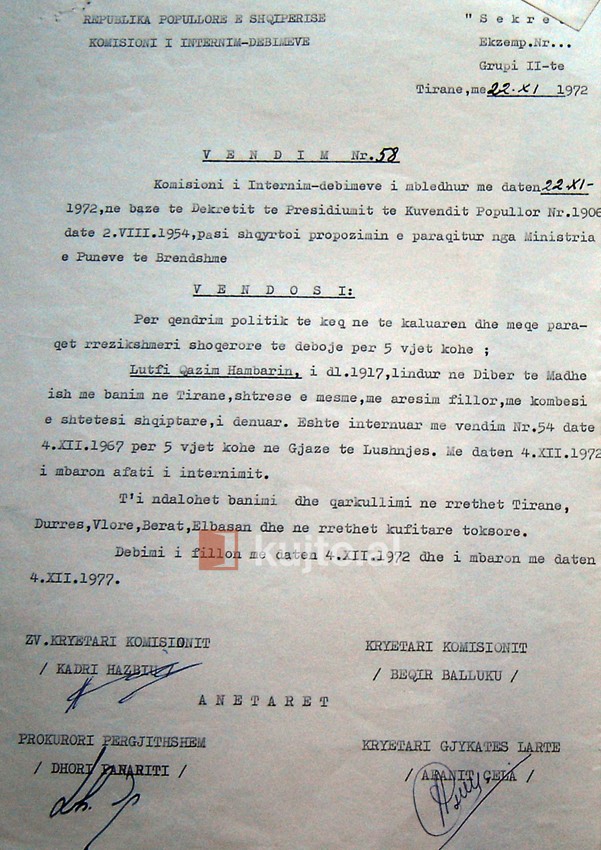 REPUBLIKA POPULLORE E SHQIPERISE
KOMISIONI I INTERNIM-DEBIMEVE
" S e k r e
Ekzemp.Nr...
Grupi II-te
Tirane,me 22.XI 1972
V E N D I M Nr.58
Komisioni i Internim-debimeve i mbledhur me daten 22.XI-
1972,ne baze te Dekretit te Presidiumit te Kuvendit Popullor Nr.1906
date 2.VIII.1954,pasi shqyrtoi propozimin e paraqitur nga Ministria
e Puneve te Brendshme
V E N D O S I :
Per qendrim politik te keq ne te kaluaren dhe meqe para-
qet rrezikshmeri shoqerore te deboje per 5 vjet kohe ;
Lutfi Qazim Hambarin, i dl.1917,lindur ne Diber te Madhe
ish me banim ne Tirane,shtrese e mesme,me aresim fillor,me kombesi
e shtetesi shqiptare,i denuar. Eshte internuar me vendim Nr.54 date
4.XII.1967 per 5 vjet kohe ne Gjaze te Lushnjes. Me daten 4.XII.1972
i mbaron afati i internimit.
T'i ndalohet banimi dhe qarkullimi ne rrethet Tirane,
Durres,Vlore,Berat,Elbasan dhe ne rrethet kufitare toksore.
Debimi i fillon me daten 4.XII.1972 dhe i mbaron me daten
4.XII.1977.
kujto.al
ZV.KRYETARI KOMISIONIT
/ KADRI HAZBIU /
KRYETARI KOMISIONIT
/ BEQIR BALLUKU /
A N E T A R E T
PROKURORI PERGJITHSHEM
/ DHORI PANARITI /
KRYETARI GJYKATES LARTE
/ ARANIT ÇELA /